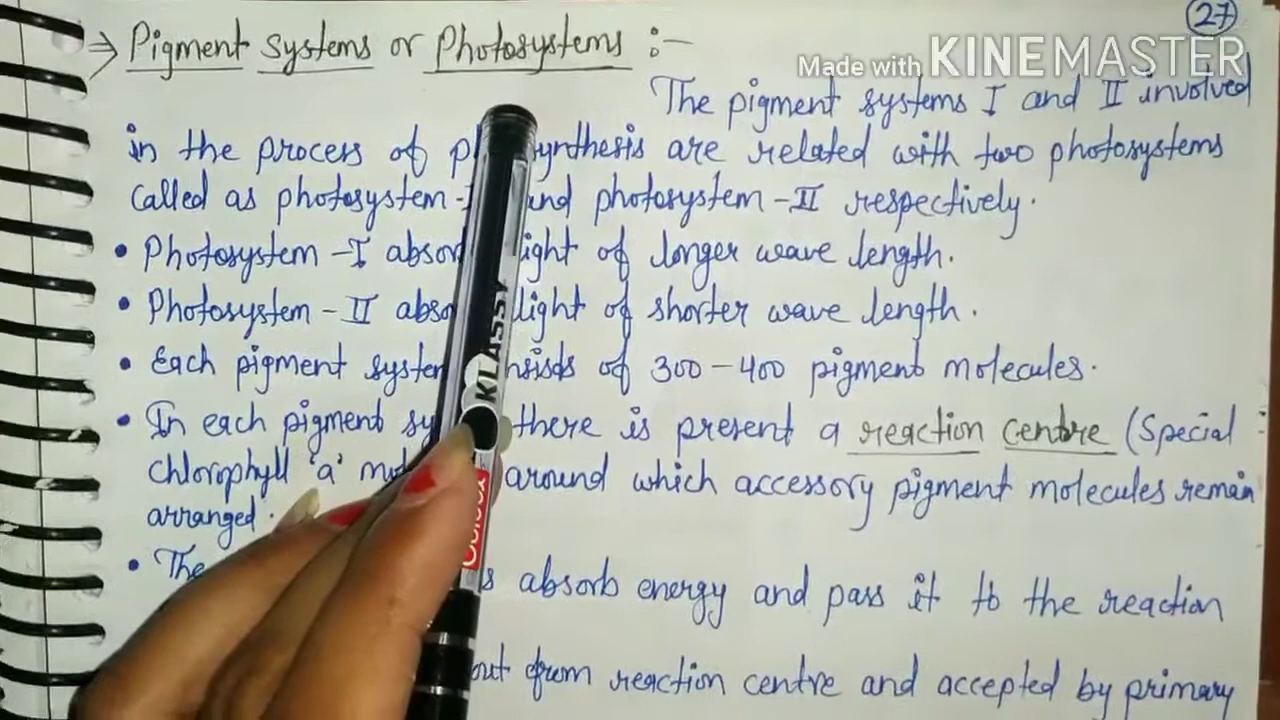 27
⇒ Pigment systems or Photosystems :-
Made with KINEMASTER
The pigment systems I and II involved
in the process of synthesis are related with two photosystems
called as photosystem - and photosystem - II respectively.
• Photosystem - I light of longer wave length.
• Photosystem - II light of shorter wave length.
• Each pigment of 300-400 pigment molecules.
• In each pigment there is present a reaction centre (Special
chlorophyll 'a' around which accessory pigment molecules remain
arranged.
• The absorb energy and pass it to the reaction
from reaction centre and accepted by primary
KLASSY